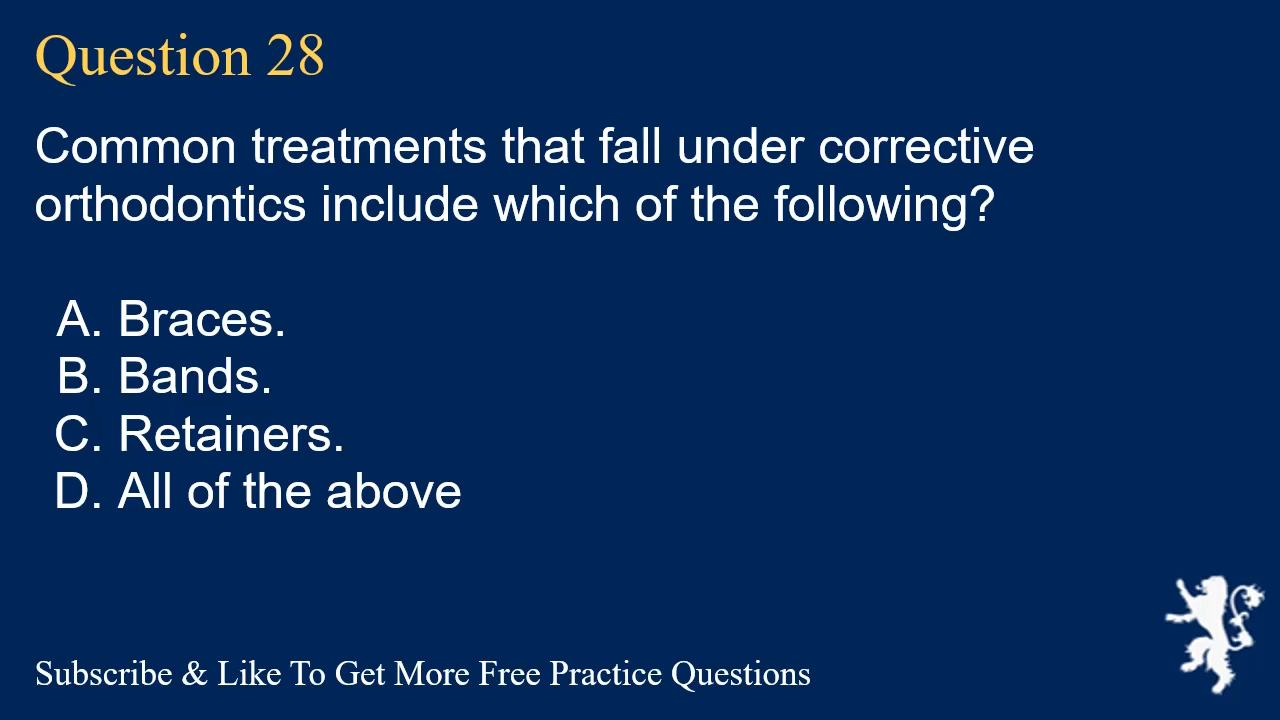 Question 28
Common treatments that fall under corrective
orthodontics include which of the following?
A. Braces.
B. Bands.
C. Retainers.
D. All of the above
Subscribe & Like To Get More Free Practice Questions